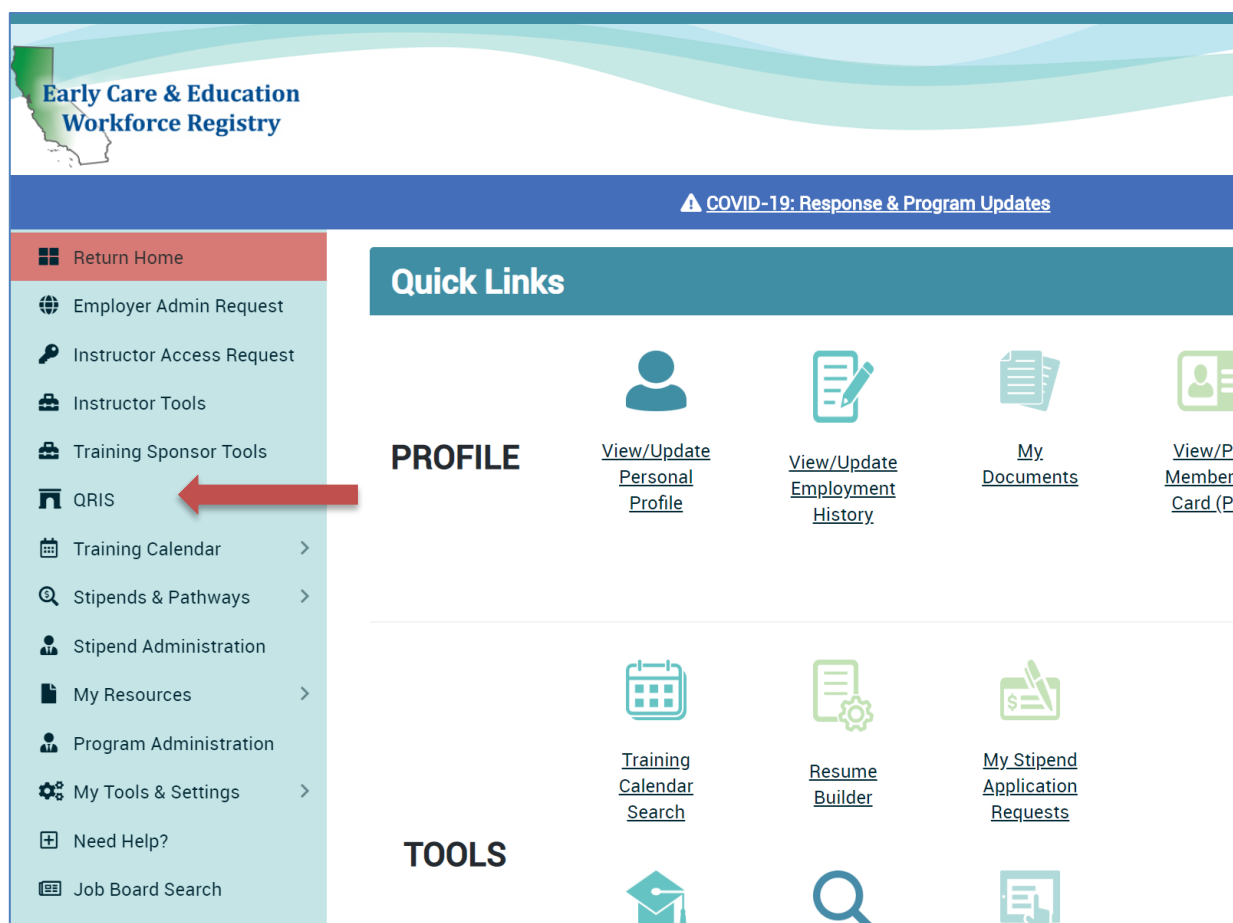 Early Care & Education
Workforce Registry
COVID-19: Response & Program Updates
Return Home
Employer Admin Request
Instructor Access Request
Instructor Tools
Training Sponsor Tools
QRIS
Training Calendar
Stipends & Pathways
Stipend Administration
My Resources
Program Administration
My Tools & Settings
Need Help?
Job Board Search
Quick Links
PROFILE
View/Update
Personal
Profile
View/Update
Employment
History
My
Documents
View/P
Member
Card (P
TOOLS
Training
Calendar
Search
Resume
Builder
My Stipend
Application
Requests